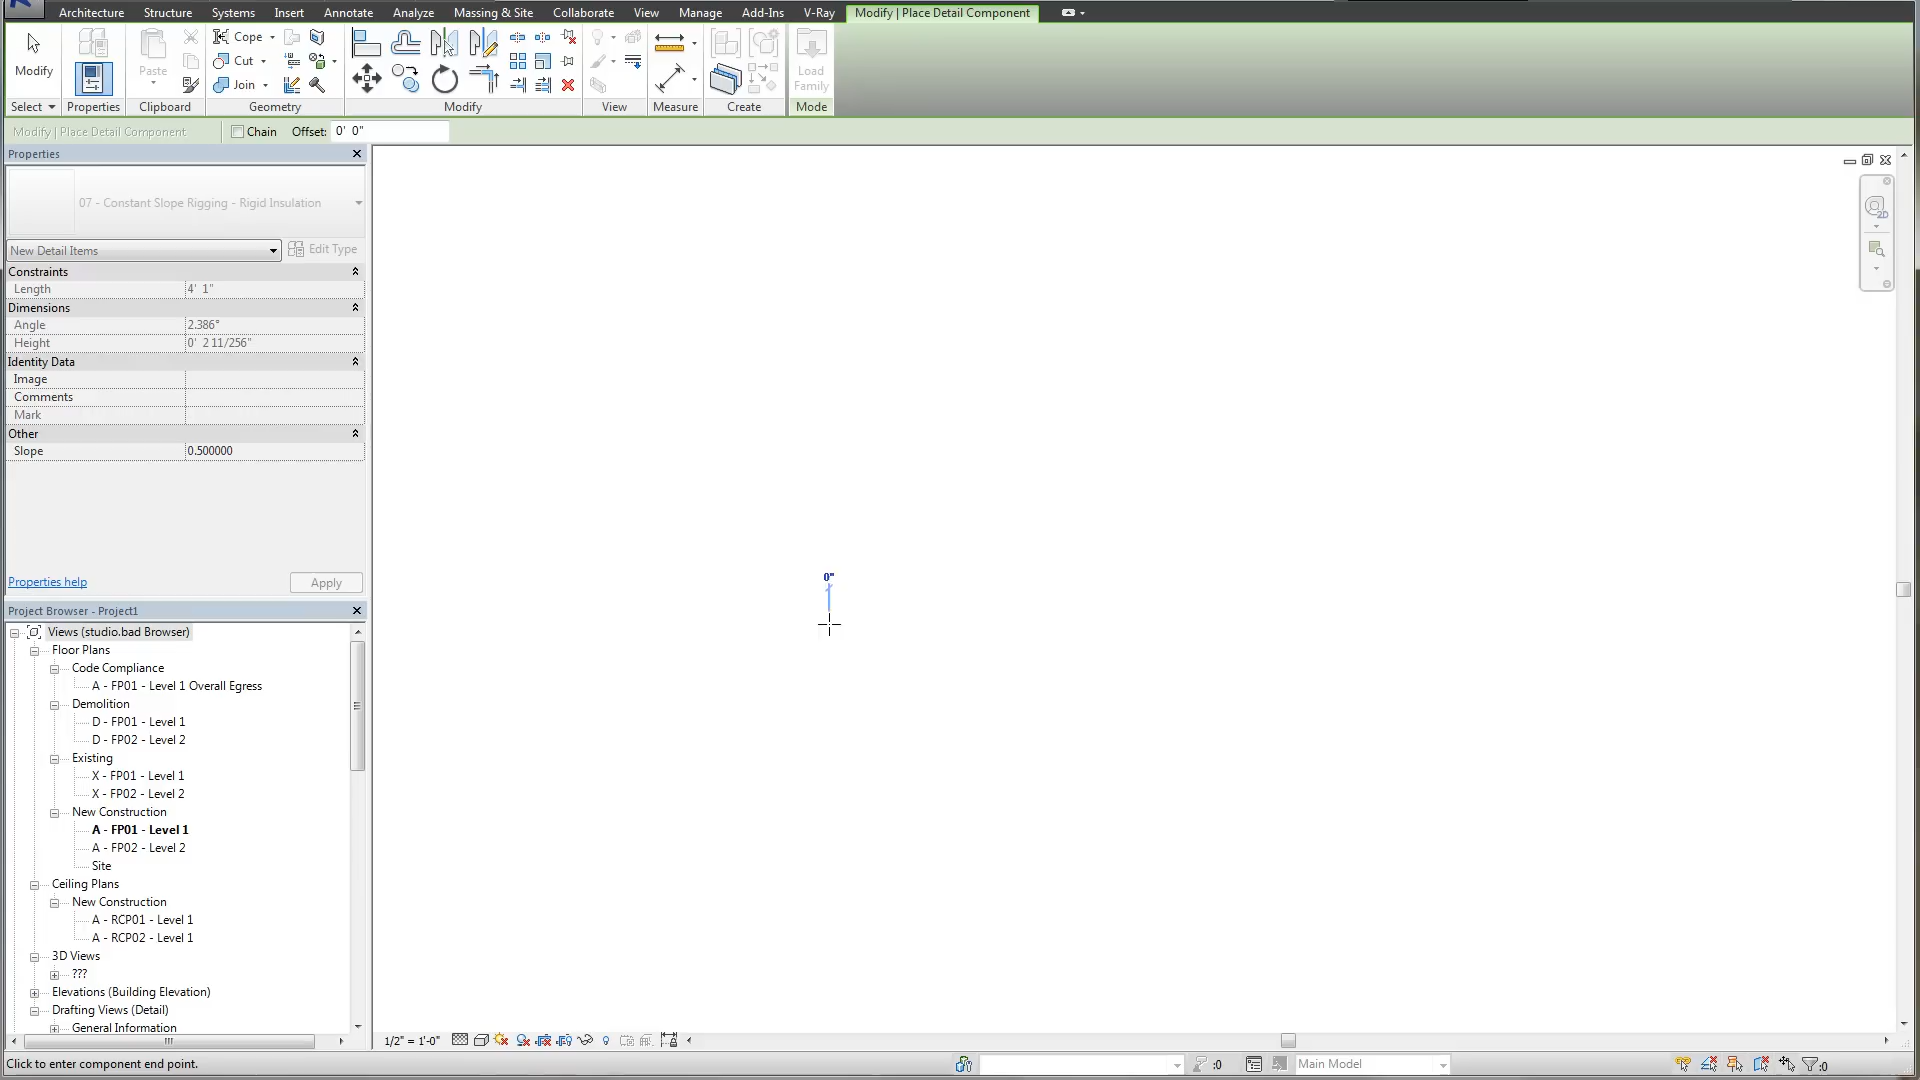 Architecture Structure Systems Insert Annotate Analyze Massing & Site Collaborate View Manage Add-Ins V-Ray Modify | Place Detail Component
Modify Paste Cope Cut Join Load Family
Select Properties Clipboard Geometry Modify View Measure Create Mode
Modify | Place Detail Component Chain Offset: 0' 0"
Properties
07 - Constant Slope Rigging - Rigid Insulation
New Detail Items Edit Type
Constraints
Length 4' 1"
Dimensions
Angle 2.386°
Height 0' 2 11/256"
Identity Data
Image
Comments
Mark
Other
Slope 0.500000
Properties help Apply
2D
0"
Project Browser - Project1
Views (studio.bad Browser)
Floor Plans
Code Compliance
A - FP01 - Level 1 Overall Egress
Demolition
D - FP01 - Level 1
D - FP02 - Level 2
Existing
X - FP01 - Level 1
X - FP02 - Level 2
New Construction
A - FP01 - Level 1
A - FP02 - Level 2
Site
Ceiling Plans
New Construction
A - RCP01 - Level 1
A - RCP02 - Level 1
3D Views
???
Elevations (Building Elevation)
Drafting Views (Detail)
General Information
1/2" = 1'-0"
Click to enter component end point. :0 Main Model :0